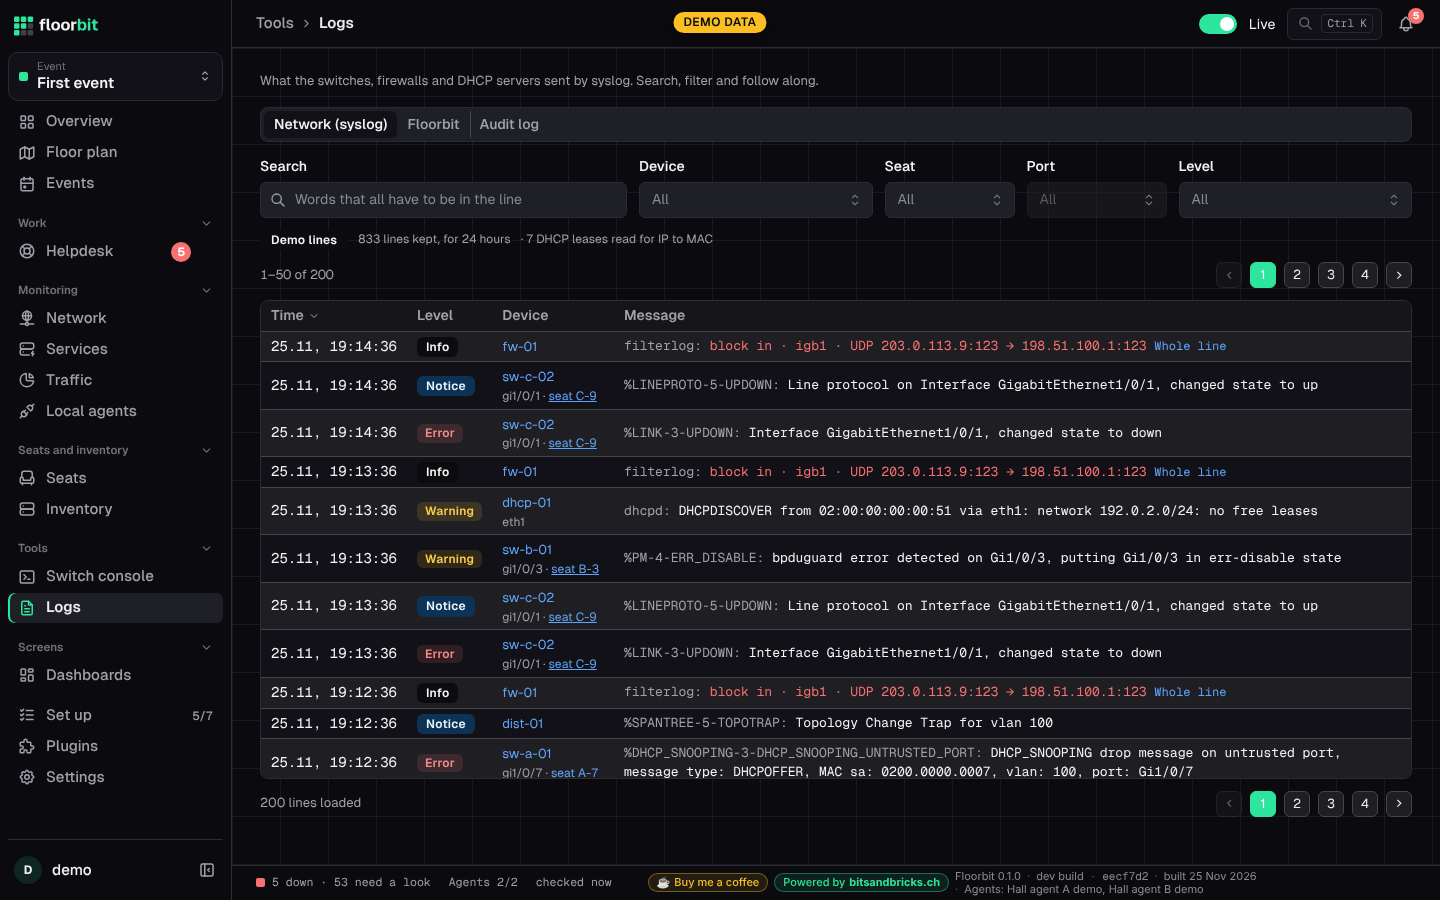 floorbit
Event
First event
Overview
Floor plan
Events
Work
Helpdesk 5
Monitoring
Network
Services
Traffic
Local agents
Seats and inventory
Seats
Inventory
Tools
Switch console
Logs
Screens
Dashboards
Set up 5/7
Plugins
Settings
D demo
Tools › Logs
DEMO DATA
Live
Ctrl K
5
What the switches, firewalls and DHCP servers sent by syslog. Search, filter and follow along.
Network (syslog) Floorbit Audit log
Search Device Seat Port Level
Words that all have to be in the line All All All All
Demo lines 833 lines kept, for 24 hours · 7 DHCP leases read for IP to MAC
1–50 of 200 ‹ 1 2 3 4 ›
Time Level Device Message
25.11, 19:14:36 Info fw-01 filterlog: block in · igb1 · UDP 203.0.113.9:123 → 198.51.100.1:123 Whole line
25.11, 19:14:36 Notice sw-c-02 gi1/0/1 · seat C-9 %LINEPROTO-5-UPDOWN: Line protocol on Interface GigabitEthernet1/0/1, changed state to up
25.11, 19:14:36 Error sw-c-02 gi1/0/1 · seat C-9 %LINK-3-UPDOWN: Interface GigabitEthernet1/0/1, changed state to down
25.11, 19:13:36 Info fw-01 filterlog: block in · igb1 · UDP 203.0.113.9:123 → 198.51.100.1:123 Whole line
25.11, 19:13:36 Warning dhcp-01 eth1 dhcpd: DHCPDISCOVER from 02:00:00:00:00:51 via eth1: network 192.0.2.0/24: no free leases
25.11, 19:13:36 Warning sw-b-01 gi1/0/3 · seat B-3 %PM-4-ERR_DISABLE: bpduguard error detected on Gi1/0/3, putting Gi1/0/3 in err-disable state
25.11, 19:13:36 Notice sw-c-02 gi1/0/1 · seat C-9 %LINEPROTO-5-UPDOWN: Line protocol on Interface GigabitEthernet1/0/1, changed state to up
25.11, 19:13:36 Error sw-c-02 gi1/0/1 · seat C-9 %LINK-3-UPDOWN: Interface GigabitEthernet1/0/1, changed state to down
25.11, 19:12:36 Info fw-01 filterlog: block in · igb1 · UDP 203.0.113.9:123 → 198.51.100.1:123 Whole line
25.11, 19:12:36 Notice dist-01 %SPANTREE-5-TOPOTRAP: Topology Change Trap for vlan 100
25.11, 19:12:36 Error sw-a-01 gi1/0/7 · seat A-7 %DHCP_SNOOPING-3-DHCP_SNOOPING_UNTRUSTED_PORT: DHCP_SNOOPING drop message on untrusted port,
message type: DHCPOFFER, MAC sa: 0200.0000.0007, vlan: 100, port: Gi1/0/7
200 lines loaded ‹ 1 2 3 4 ›
5 down · 53 need a look Agents 2/2 checked now
☕ Buy me a coffee
Powered by bitsandbricks.ch
Floorbit 0.1.0 · dev build · eecf7d2 · built 25 Nov 2026
· Agents: Hall agent A demo, Hall agent B demo